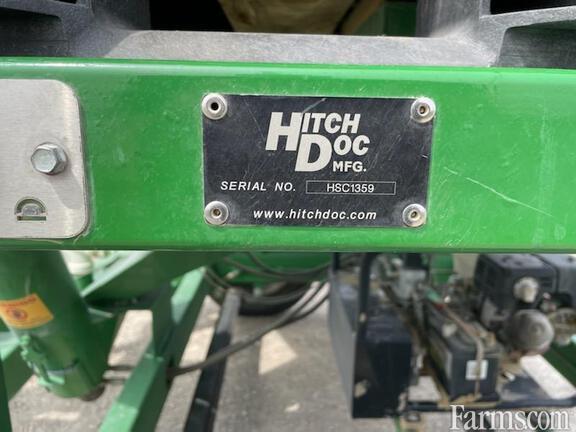 HITCH
DOC
MFG.
SERIAL NO. HSC1359
www.hitchdoc.com
Farms.com